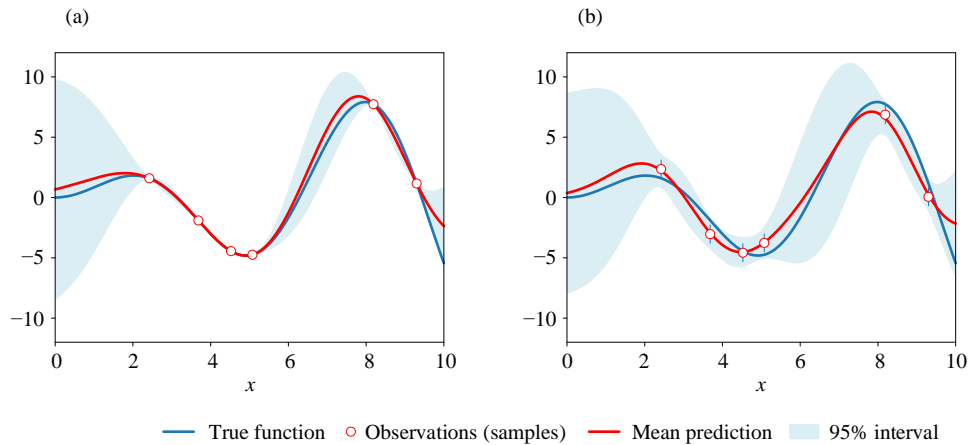 (a)
(b)
10
5
0
−5
−10
0 2 4 6 8 10
x
10
5
0
−5
−10
0 2 4 6 8 10
x
True function Observations (samples) Mean prediction 95% interval